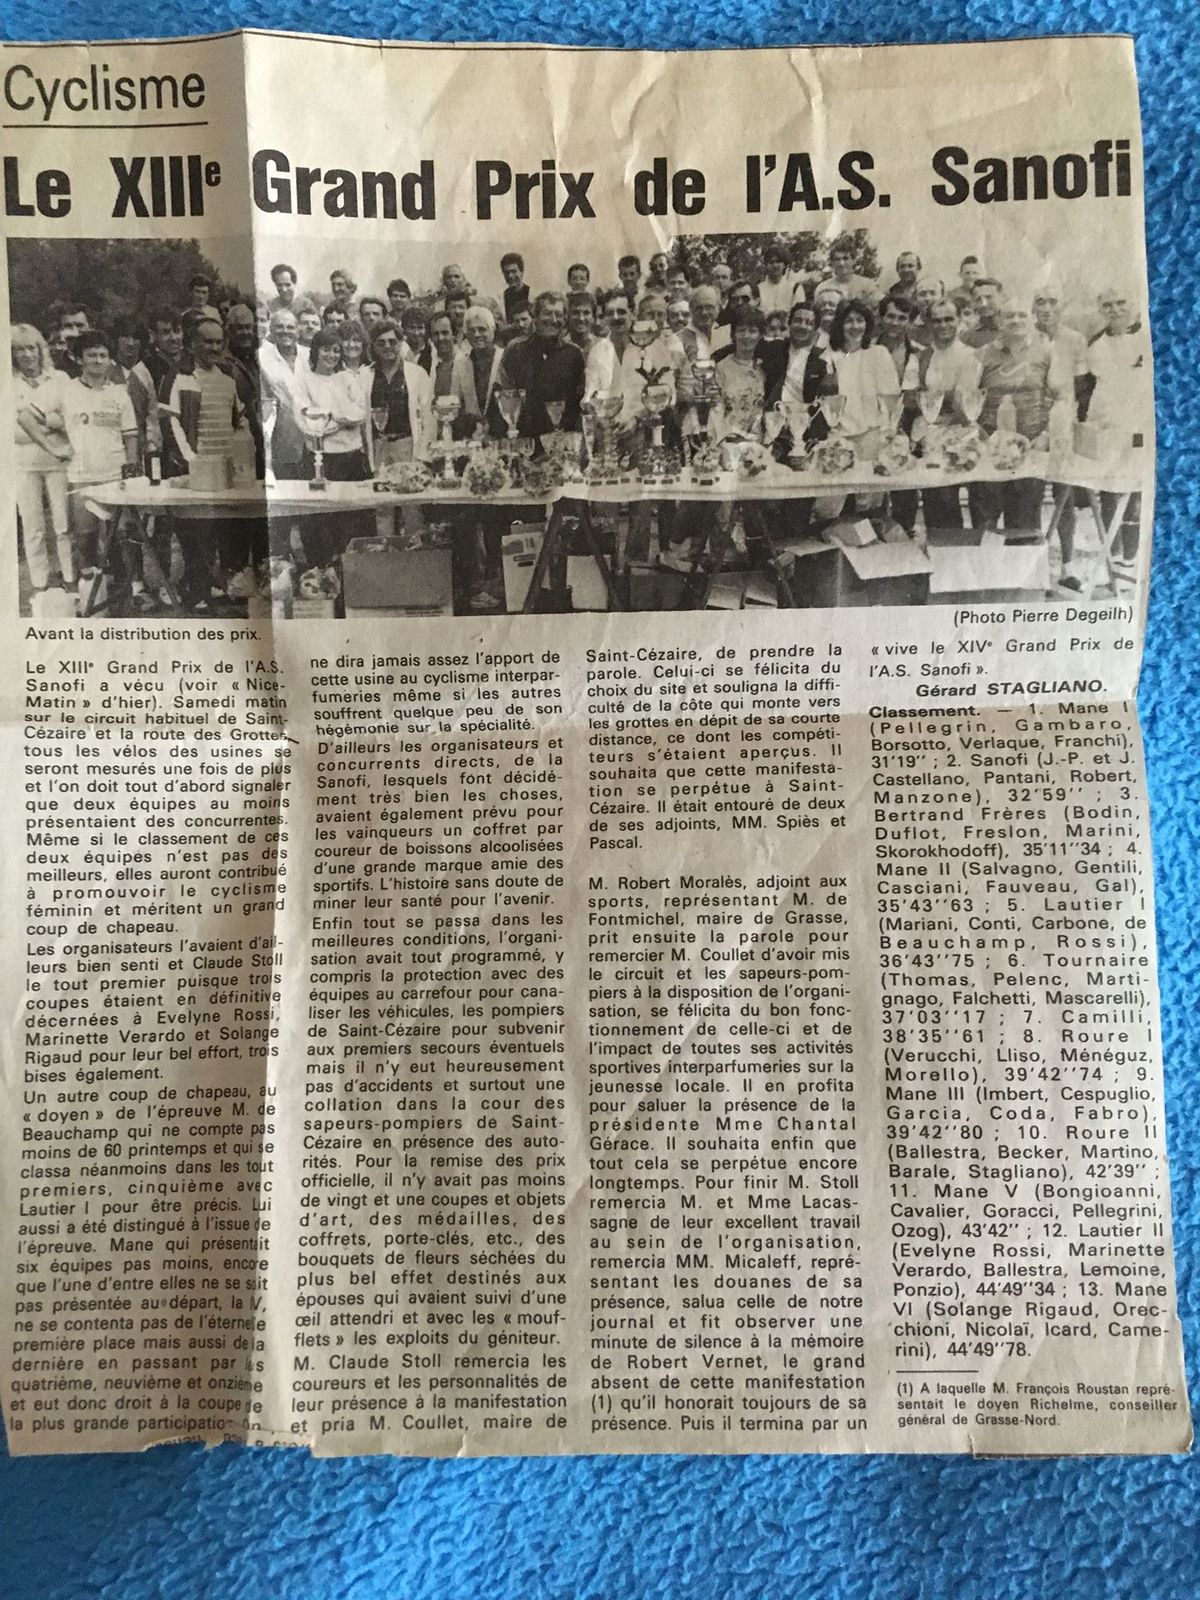 Cyclisme
Le XIIIe Grand Prix de l'A.S. Sanofi
Avant la distribution des prix.
(Photo Pierre Degeilh)
Le XIIIe Grand Prix de l'A.S.
Sanofi a vécu (voir « Nice-
Matin » d'hier). Samedi matin
sur le circuit habituel de Saint-
Cézaire et la route des Grottes,
tous les vélos des usines se
seront mesurés une fois de plus
et l'on doit tout d'abord signaler
que deux équipes au moins
présentaient des concurrentes.
Même si le classement de ces
deux équipes n'est pas des
meilleurs, elles auront contribué
à promouvoir le cyclisme
féminin et méritent un grand
coup de chapeau.
Les organisateurs l'avaient d'ail-
leurs bien senti et Claude Stoll
le tout premier puisque trois
coupes étaient en définitive
décernées à Evelyne Rossi,
Marinette Verardo et Solange
Rigaud pour leur bel effort, trois
bises également.
Un autre coup de chapeau, au
« doyen » de l'épreuve M. de
Beauchamp qui ne compte pas
moins de 60 printemps et qui se
classa néanmoins dans les tout
premiers, cinquième avec
Lautier I pour être précis. Lui
aussi a été distingué à l'issue de
l'épreuve. Mane qui présentait
six équipes pas moins, encore
que l'une d'entre elles ne se soit
pas présentée au départ, la IV,
ne se contenta pas de l'éternelle
première place mais aussi de la
dernière en passant par les
quatrième, neuvième et onzième
et eut donc droit à la coupe de
la plus grande participation
ne dira jamais assez l'apport de
cette usine au cyclisme interpar-
fumeries même si les autres
souffrent quelque peu de son
hégémonie sur la spécialité.
D'ailleurs les organisateurs et
concurrents directs, de la
Sanofi, lesquels font décidé-
ment très bien les choses,
avaient également prévu pour
les vainqueurs un coffret par
coureur de boissons alcoolisées
d'une grande marque amie des
sportifs. L'histoire sans doute de
miner leur santé pour l'avenir.
Enfin tout se passa dans les
meilleures conditions, l'organi-
sation avait tout programmé, y
compris la protection avec des
équipes au carrefour pour cana-
liser les véhicules, les pompiers
de Saint-Cézaire pour subvenir
aux premiers secours éventuels
mais il n'y eut heureusement
pas d'accidents et surtout une
collation dans la cour des
sapeurs-pompiers de Saint-
Cézaire en présence des auto-
rités. Pour la remise des prix
officielle, il n'y avait pas moins
de vingt et une coupes et objets
d'art, des médailles, des
coffrets, porte-clés, etc., des
bouquets de fleurs séchées du
plus bel effet destinés aux
épouses qui avaient suivi d'une
œil attendri et avec les « mouf-
flets » les exploits du géniteur.
M. Claude Stoll remercia les
coureurs et les personnalités de
leur présence à la manifestation
et pria M. Coullet, maire de
Saint-Cézaire, de prendre la
parole. Celui-ci se félicita du
choix du site et souligna la diffi-
culté de la côte qui monte vers
les grottes en dépit de sa courte
distance, ce dont les compéti-
teurs s'étaient aperçus. Il
souhaita que cette manifesta-
tion se perpétue à Saint-
Cézaire. Il était entouré de deux
de ses adjoints, MM. Spiès et
Pascal.
M. Robert Moralès, adjoint aux
sports, représentant M. de
Fontmichel, maire de Grasse,
prit ensuite la parole pour
remercier M. Coullet d'avoir mis
le circuit et les sapeurs-pom-
piers à la disposition de l'organi-
sation, se félicita du bon fonc-
tionnement de celle-ci et de
l'impact de toutes ses activités
sportives interparfumeries sur la
jeunesse locale. Il en profita
pour saluer la présence de la
présidente Mme Chantal
Gérace. Il souhaita enfin que
tout cela se perpétue encore
longtemps. Pour finir M. Stoll
remercia M. et Mme Lacas-
sagne de leur excellent travail
au sein de l'organisation,
remercia MM. Micaleff, repré-
sentant les douanes de sa
présence, salua celle de notre
journal et fit observer une
minute de silence à la mémoire
de Robert Vernet, le grand
absent de cette manifestation
(1) qu'il honorait toujours de sa
présence. Puis il termina par un
« vive le XIVe Grand Prix de
l'A.S. Sanofi ».
Gérard STAGLIANO.
Classement. — 1. Mane I
(Pellegrin, Gambaro,
Borsotto, Verlaque, Franchi),
31'19'' ; 2. Sanofi (J.-P. et J.
Castellano, Pantani, Robert,
Manzone), 32'59'' ; 3.
Bertrand Frères (Bodin,
Duflot, Freslon, Marini,
Skorokhodoff), 35'11''34 ; 4.
Mane II (Salvagno, Gentili,
Casciani, Fauveau, Gal),
35'43''63 ; 5. Lautier I
(Mariani, Conti, Carbone, de
Beauchamp, Rossi),
36'43''75 ; 6. Tournaire
(Thomas, Pelenc, Marti-
gnago, Falchetti, Mascarelli),
37'03''17 ; 7. Camilli,
38'35''61 ; 8. Roure I
(Verucchi, Lliso, Ménéguz,
Morello), 39'42''74 ; 9.
Mane III (Imbert, Cespuglio,
Garcia, Coda, Fabro),
39'42''80 ; 10. Roure II
(Ballestra, Becker, Martino,
Barale, Stagliano), 42'39'' ;
11. Mane V (Bongioanni,
Cavalier, Goracci, Pellegrini,
Ozog), 43'42'' ; 12. Lautier II
(Evelyne Rossi, Marinette
Verardo, Ballestra, Lemoine,
Ponzio), 44'49''34 ; 13. Mane
VI (Solange Rigaud, Orec-
chioni, Nicolaï, Icard, Came-
rini), 44'49''78.
(1) A laquelle M. François Roustan repré-
sentait le doyen Richelme, conseiller
général de Grasse-Nord.